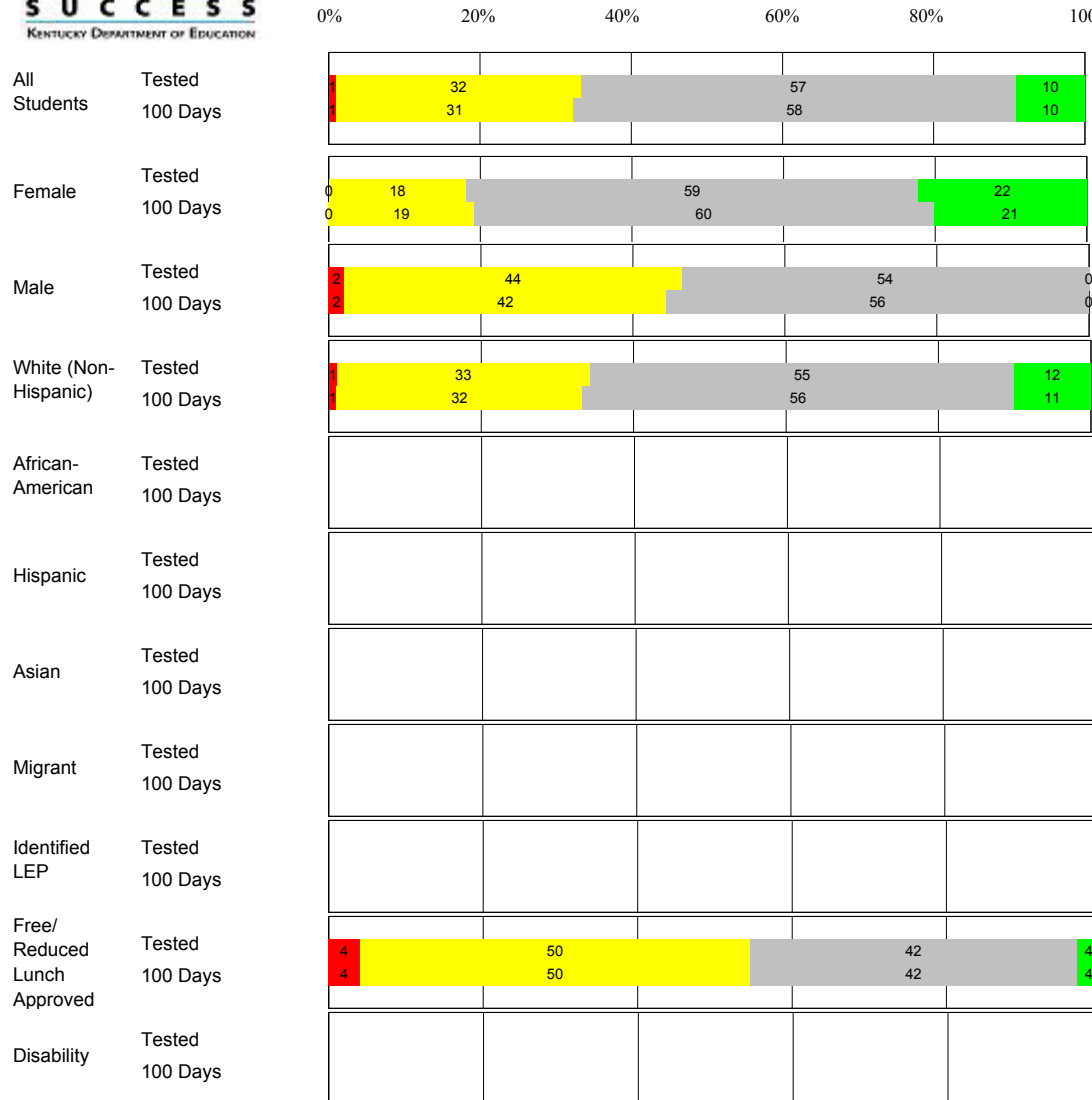 SUCCESS
KENTUCKY DEPARTMENT OF EDUCATION
0% 20% 40% 60% 80% 100
All Students
Tested 1 32 57 10
100 Days 1 31 58 10
Female
Tested 0 18 59 22
100 Days 0 19 60 21
Male
Tested 2 44 54 0
100 Days 2 42 56 0
White (Non-
Hispanic)
Tested 1 33 55 12
100 Days 1 32 56 11
African-
American
Tested
100 Days
Hispanic
Tested
100 Days
Asian
Tested
100 Days
Migrant
Tested
100 Days
Identified
LEP
Tested
100 Days
Free/
Reduced
Lunch
Approved
Tested 4 50 42 4
100 Days 4 50 42 4
Disability
Tested
100 Days